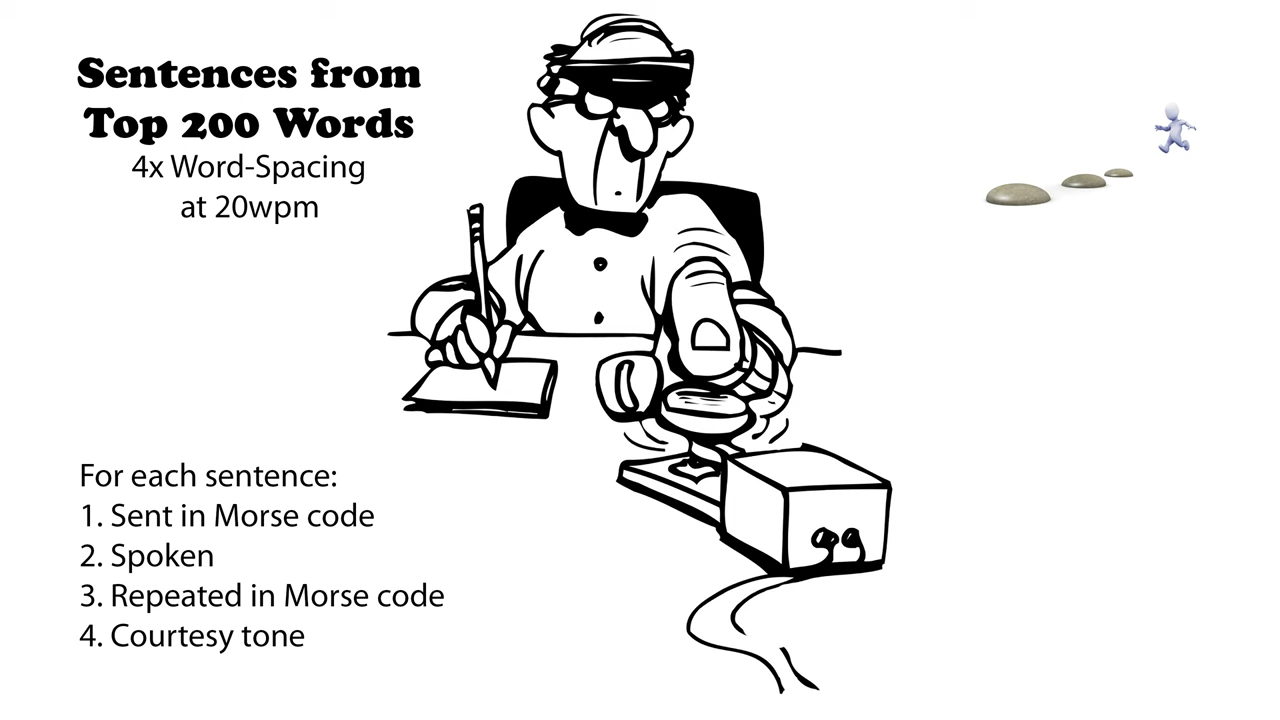 Sentences from
Top 200 Words
4x Word-Spacing
at 20wpm
For each sentence:
1. Sent in Morse code
2. Spoken
3. Repeated in Morse code
4. Courtesy tone